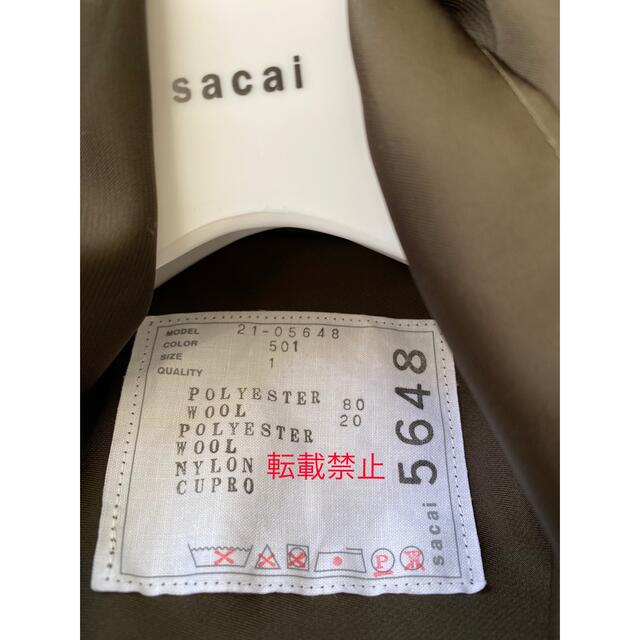 sacai
MODEL 21-05648
COLOR 501
SIZE 1
QUALITY
POLYESTER 80
WOOL 20
POLYESTER
WOOL
NYLON
CUPRO
転載禁止
sacai 5648
P